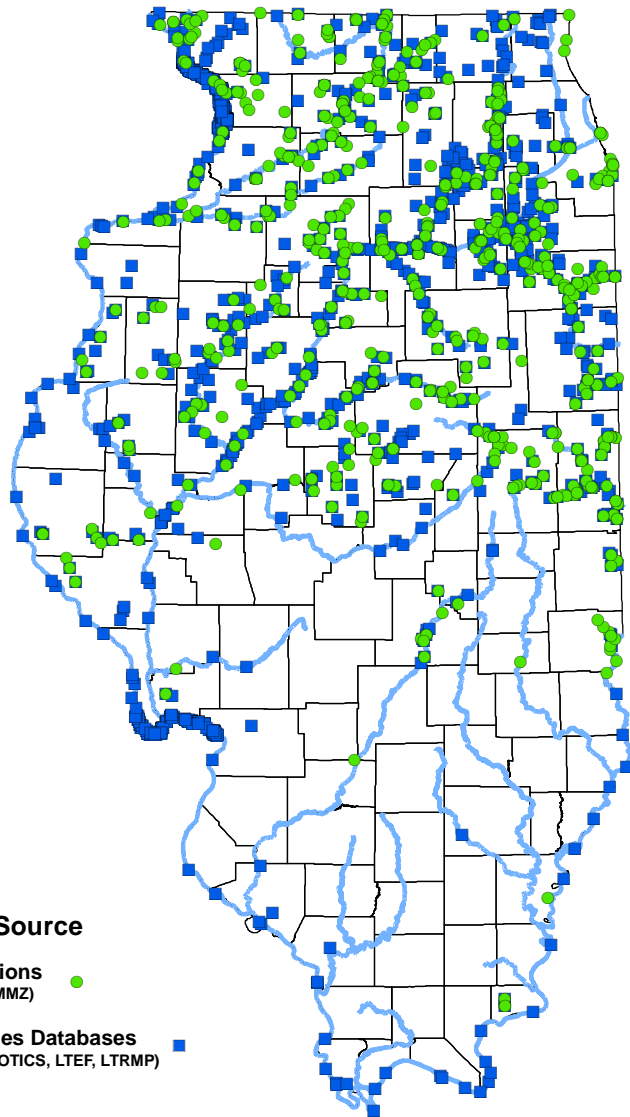 Source
ions
MMZ)
es Databases
OTICS, LTEF, LTRMP)